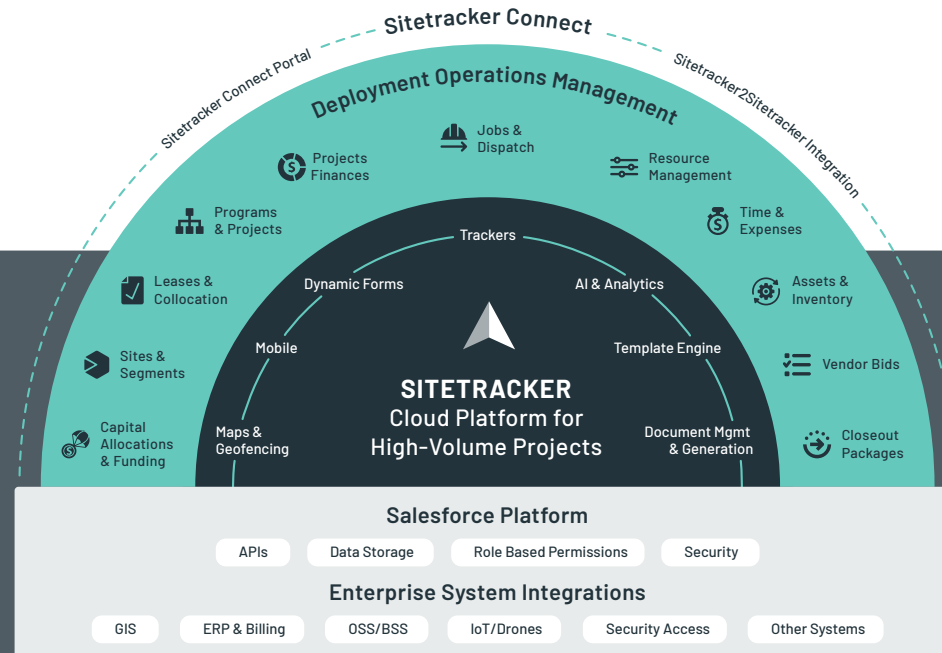 Sitetracker Connect
Sitetracker Connect Portal
Sitetracker2Sitetracker Integration
Deployment Operations Management
Jobs &
Dispatch
Projects
Finances
Resource
Management
Programs
& Projects
Time &
Expenses
Leases &
Collocation
Assets &
Inventory
Sites &
Segments
Vendor Bids
Capital
Allocations
& Funding
Closeout
Packages
Trackers
Dynamic Forms
AI & Analytics
Mobile
Template Engine
Maps &
Geofencing
Document Mgmt
& Generation
SITETRACKER
Cloud Platform for
High-Volume Projects
Salesforce Platform
APIs
Data Storage
Role Based Permissions
Security
Enterprise System Integrations
GIS
ERP & Billing
OSS/BSS
IoT/Drones
Security Access
Other Systems